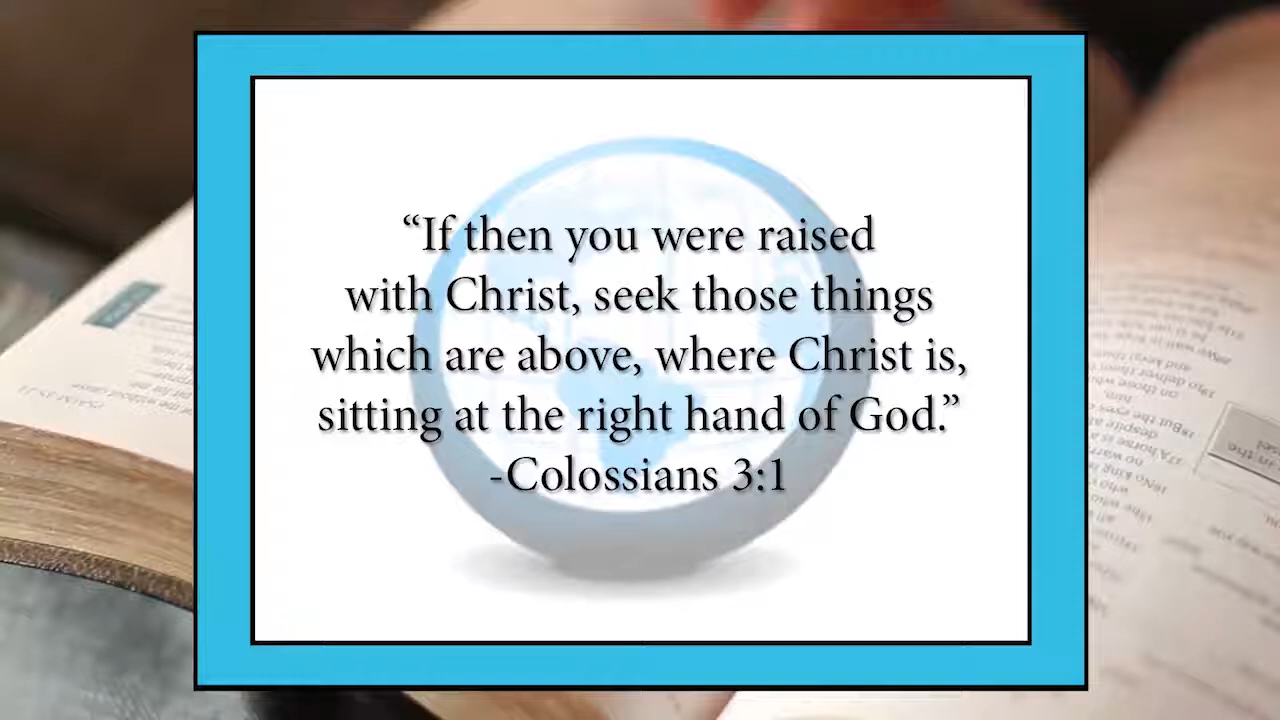 “If then you were raised
with Christ, seek those things
which are above, where Christ is,
sitting at the right hand of God.”
-Colossians 3:1